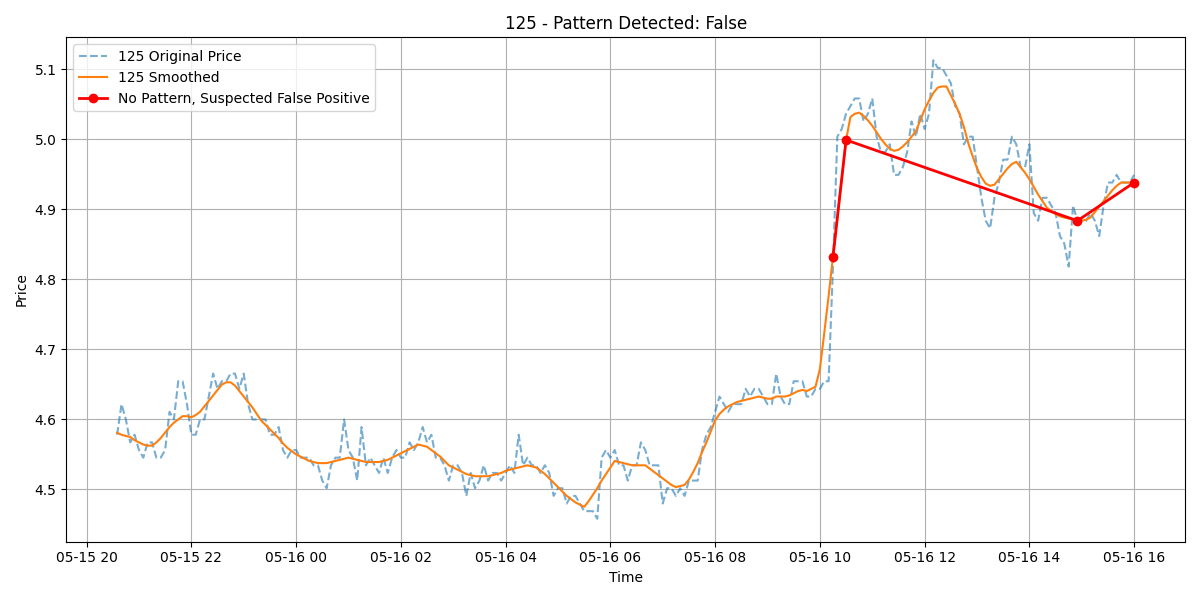 125 - Pattern Detected: False
125 Original Price
125 Smoothed
No Pattern, Suspected False Positive
Price
5.1
5.0
4.9
4.8
4.7
4.6
4.5
05-15 20 05-15 22 05-16 00 05-16 02 05-16 04 05-16 06 05-16 08 05-16 10 05-16 12 05-16 14 05-16 16
Time